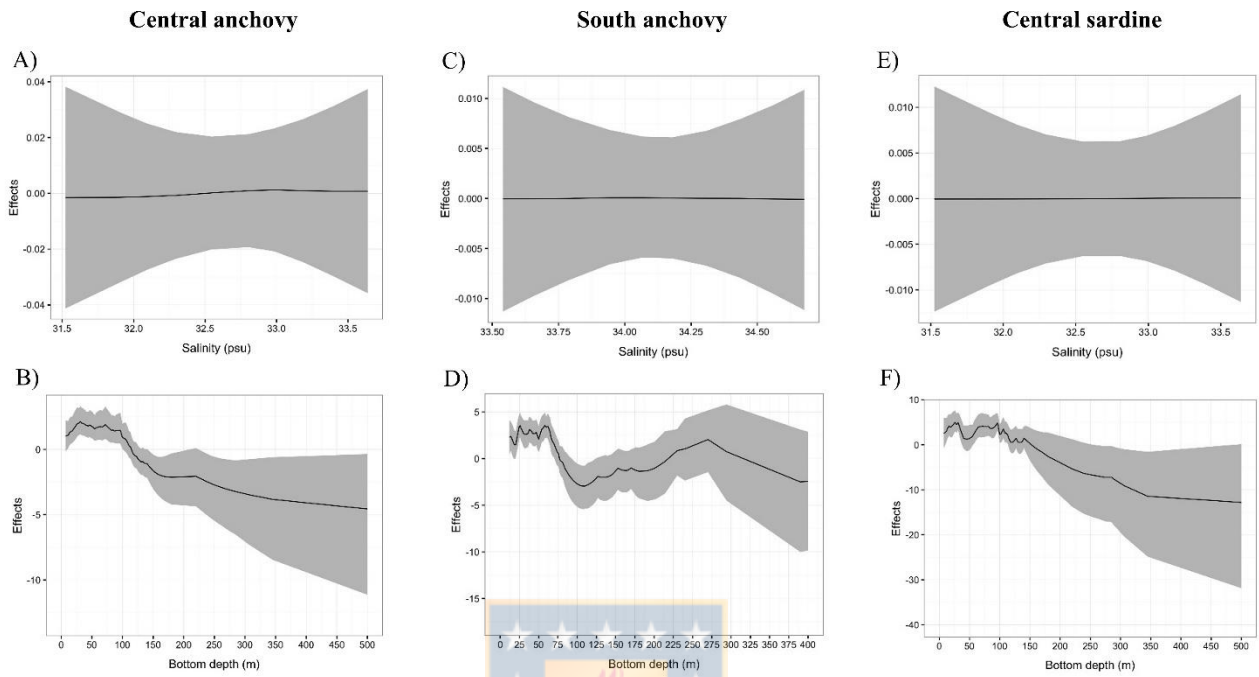 Central anchovy
South anchovy
Central sardine
A)
C)
E)
0.04
0.02
0.00
-0.02
-0.04
Effects
31.5 32.0 32.5 33.0 33.5
Salinity (psu)
0.010
0.005
0.000
-0.005
-0.010
Effects
33.50 33.75 34.00 34.25 34.50
Salinity (psu)
0.010
0.005
0.000
-0.005
-0.010
Effects
31.5 32.0 32.5 33.0 33.5
Salinity (psu)
B)
D)
F)
0
-5
-10
Effects
0 50 100 150 200 250 300 350 400 450 500
Bottom depth (m)
5
0
-5
-10
-15
Effects
0 25 50 75 100 125 150 175 200 225 250 275 300 325 350 375 400
Bottom depth (m)
10
0
-10
-20
-30
-40
Effects
0 50 100 150 200 250 300 350 400 450 500
Bottom depth (m)